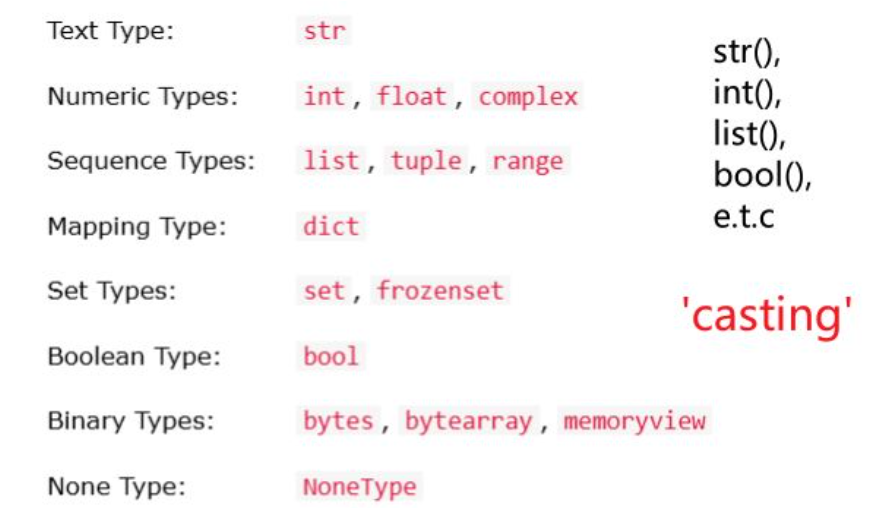 Text Type: str
Numeric Types: int, float, complex
Sequence Types: list, tuple, range
Mapping Type: dict
Set Types: set, frozenset
Boolean Type: bool
Binary Types: bytes, bytearray, memoryview
None Type: NoneType
str(),
int(),
list(),
bool(),
e.t.c
'casting'